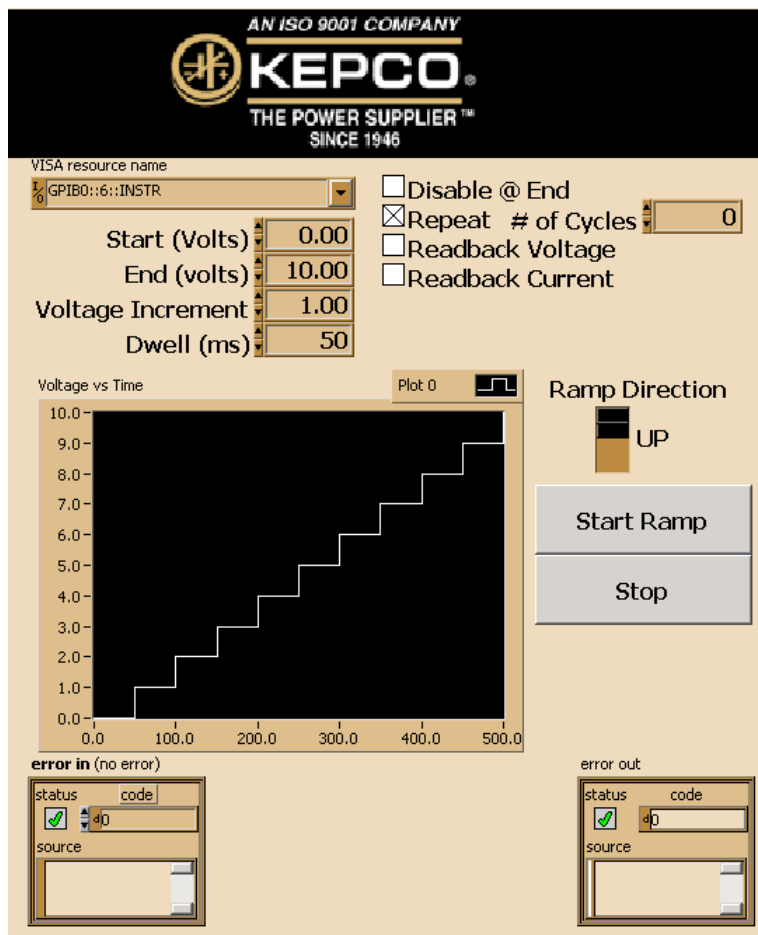 AN ISO 9001 COMPANY
KEPCO®
THE POWER SUPPLIER™
SINCE 1946
VISA resource name
I/O GPIB0::6::INSTR
Disable @ End
Repeat # of Cycles 0
Readback Voltage
Readback Current
Start (Volts) 0.00
End (volts) 10.00
Voltage Increment 1.00
Dwell (ms) 50
Voltage vs Time
Plot 0
10.0
9.0
8.0
7.0
6.0
5.0
4.0
3.0
2.0
1.0
0.0
0.0 100.0 200.0 300.0 400.0 500.0
Ramp Direction
UP
Start Ramp
Stop
error in (no error)
status code
d0
source
error out
status code
d0
source